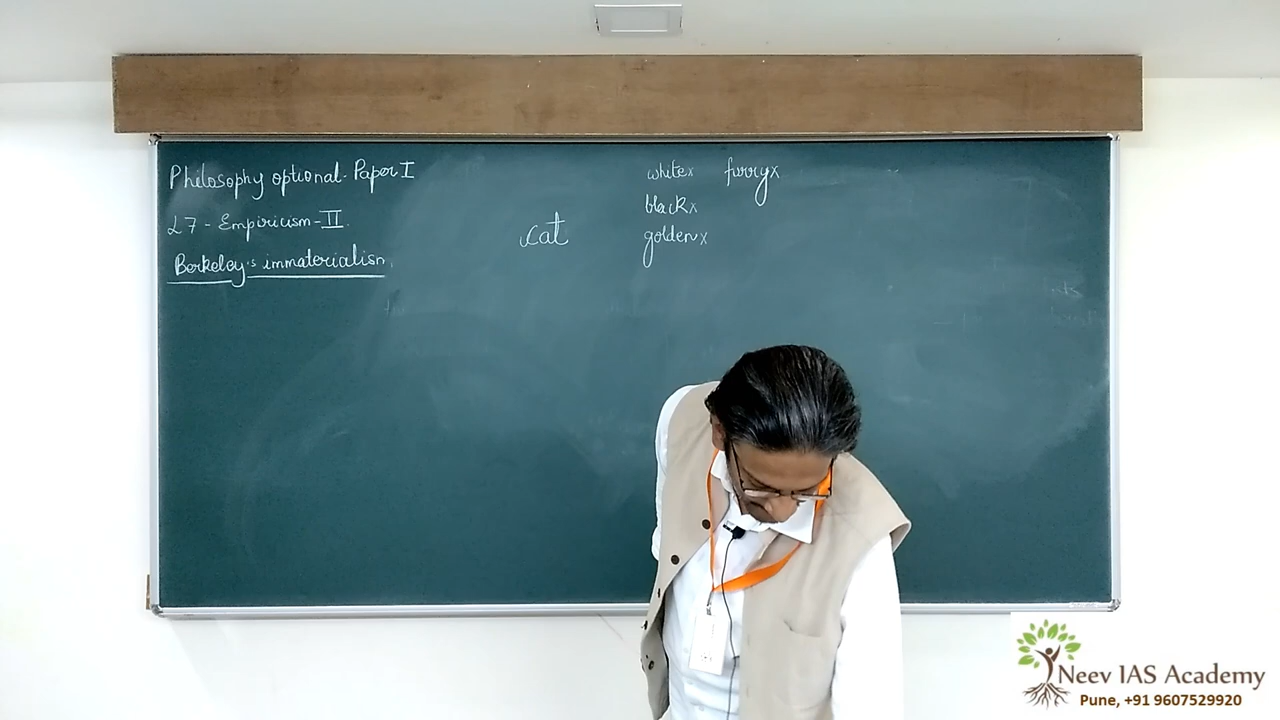 Philosophy optional - Paper I
L7 - Empiricism - II
Berkeley's immaterialism
cat
whitex furryx
blackx
goldenx
Neev IAS Academy
Pune, +91 9607529920